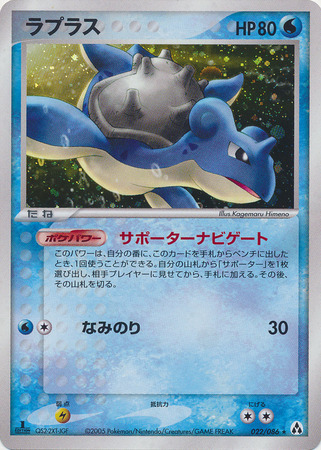 ラプラス
HP80
たね
Illus.Kagemaru Himeno
ポケパワー サポーターナビゲート
このパワーは、自分の番に、このカードを手札からベンチに出した
とき、1回使うことができる。自分の山札から「サポーター」を1枚
選び出し、相手プレイヤーに見せてから、手札に加える。その後、
その山札を切る。
なみのり 30
弱点 抵抗力 にげる
1
©2005 Pokémon/Nintendo/Creatures/GAME FREAK
022/086